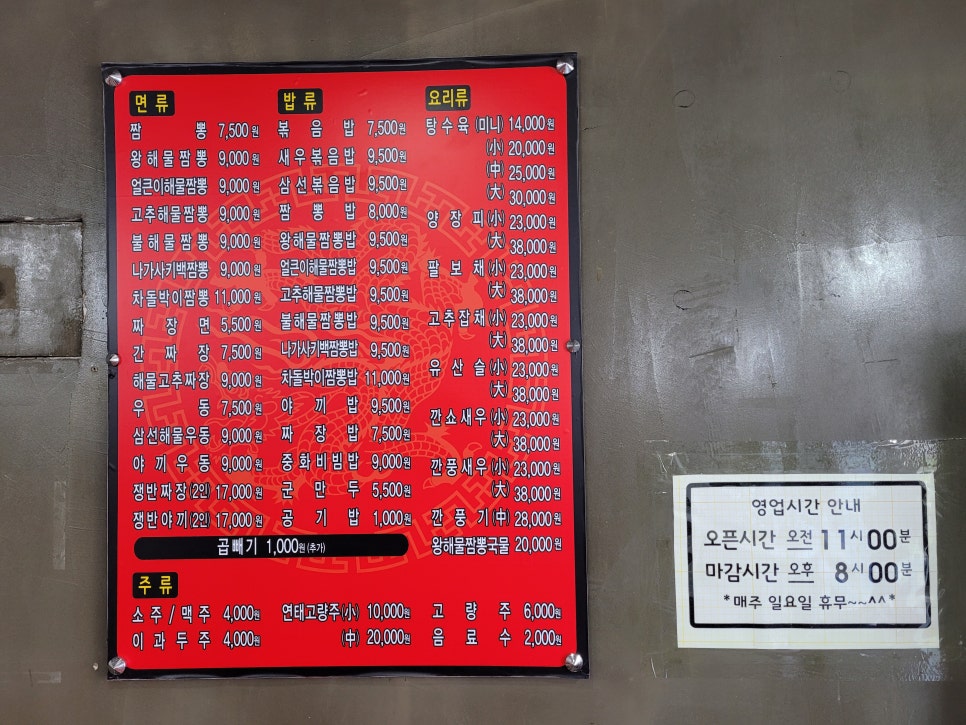 면류
짬뽕 7,500원
왕해물짬뽕 9,000원
얼큰이해물짬뽕 9,000원
고추해물짬뽕 9,000원
불해물짬뽕 9,000원
나가사키백짬뽕 9,000원
차돌박이짬뽕 11,000원
짜장면 5,500원
간짜장 7,500원
해물고추짜장 9,000원
우동 7,500원
삼선해물우동 9,000원
야끼우동 9,000원
쟁반짜장(2인) 17,000원
쟁반야끼(2인) 17,000원
밥류
볶음밥 7,500원
새우볶음밥 9,500원
삼선볶음밥 9,500원
짬뽕밥 8,000원
왕해물짬뽕밥 9,500원
얼큰이해물짬뽕밥 9,500원
고추해물짬뽕밥 9,500원
불해물짬뽕밥 9,500원
나가사키백짬뽕밥 9,500원
차돌박이짬뽕밥 11,000원
야끼밥 9,500원
짜장밥 7,500원
중화비빔밥 9,000원
군만두 5,500원
공기밥 1,000원
곱빼기 1,000원(추가)
요리류
탕수육(미니) 14,000원
(小) 20,000원
(中) 25,000원
(大) 30,000원
양장피(小) 23,000원
(大) 38,000원
팔보채(小) 23,000원
(大) 38,000원
고추잡채(小) 23,000원
(大) 38,000원
유산슬(小) 23,000원
(大) 38,000원
깐쇼새우(小) 23,000원
(大) 38,000원
깐풍새우(小) 23,000원
(大) 38,000원
깐풍기(中) 28,000원
왕해물짬뽕국물 20,000원
주류
소주/맥주 4,000원
이과두주 4,000원
연태고량주(小) 10,000원
(中) 20,000원
고량주 6,000원
음료수 2,000원
영업시간 안내
오픈시간 오전 11시00분
마감시간 오후 8시00분
*매주 일요일 휴무~~^^*